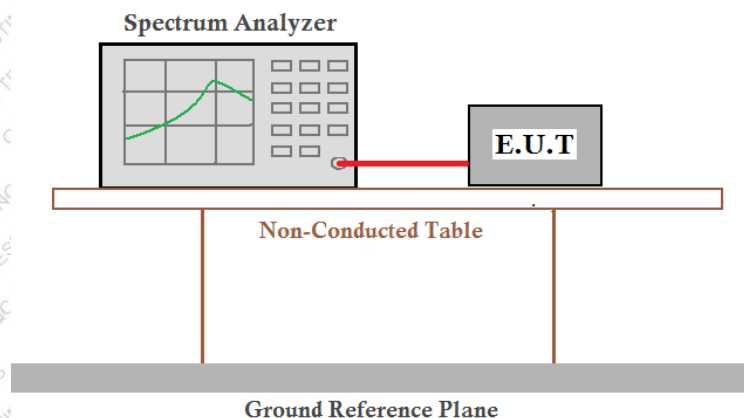 Spectrum Analyzer
E.U.T
Non-Conducted Table
Ground Reference Plane